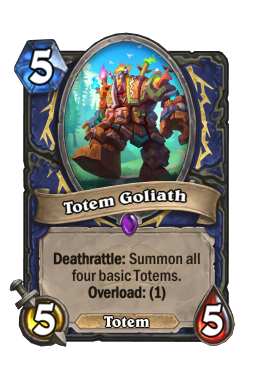 5
Totem Goliath
Deathrattle: Summon all
four basic Totems.
Overload: (1)
5
Totem
5